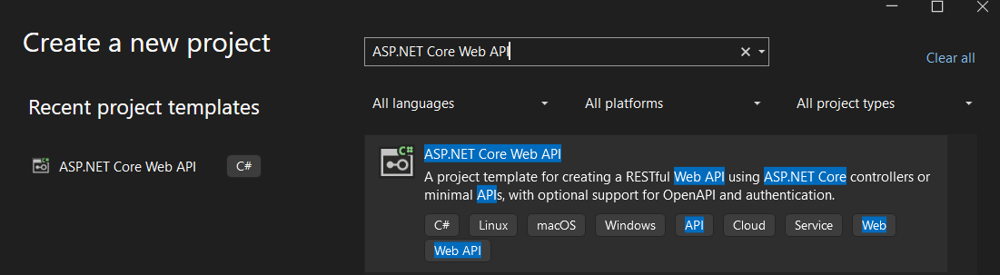 Create a new project
ASP.NET Core Web API
Clear all
Recent project templates
All languages
All platforms
All project types
ASP.NET Core Web API
C#
C#
ASP.NET Core Web API
A project template for creating a RESTful Web API using ASP.NET Core controllers or
minimal APIs, with optional support for OpenAPI and authentication.
C# Linux macOS Windows API Cloud Service Web
Web API